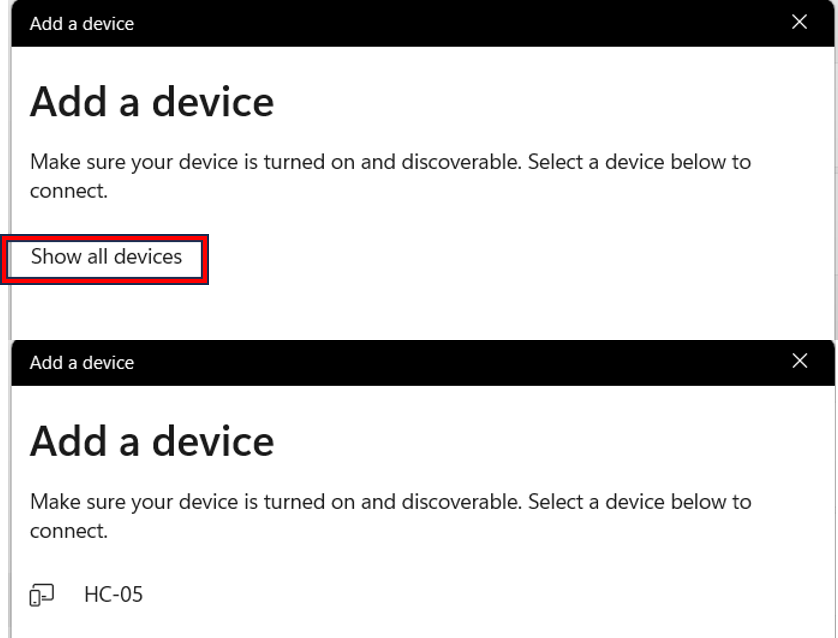 Add a device
Add a device
Make sure your device is turned on and discoverable. Select a device below to
connect.
Show all devices
Add a device
Add a device
Make sure your device is turned on and discoverable. Select a device below to
connect.
HC-05